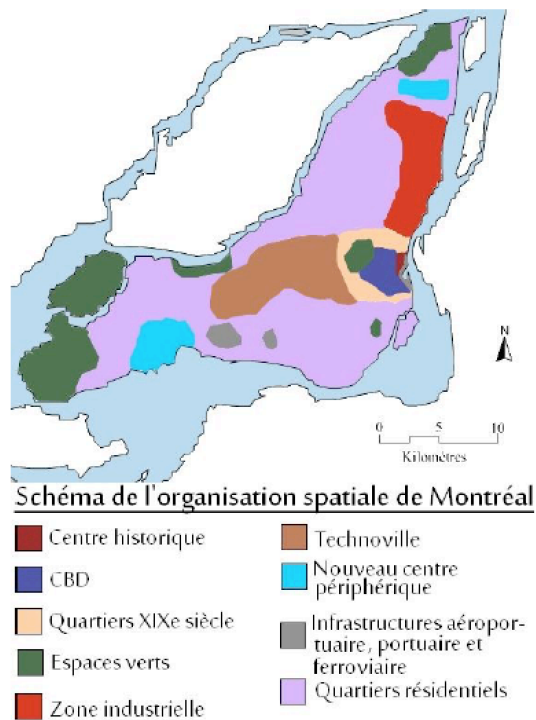 N
0 5 10
Kilomètres
Schéma de l'organisation spatiale de Montréal
Centre historique
CBD
Quartiers XIXe siècle
Espaces verts
Zone industrielle
Technoville
Nouveau centre
périphérique
Infrastructures aéropor-
tuaire, portuaire et
ferroviaire
Quartiers résidentiels